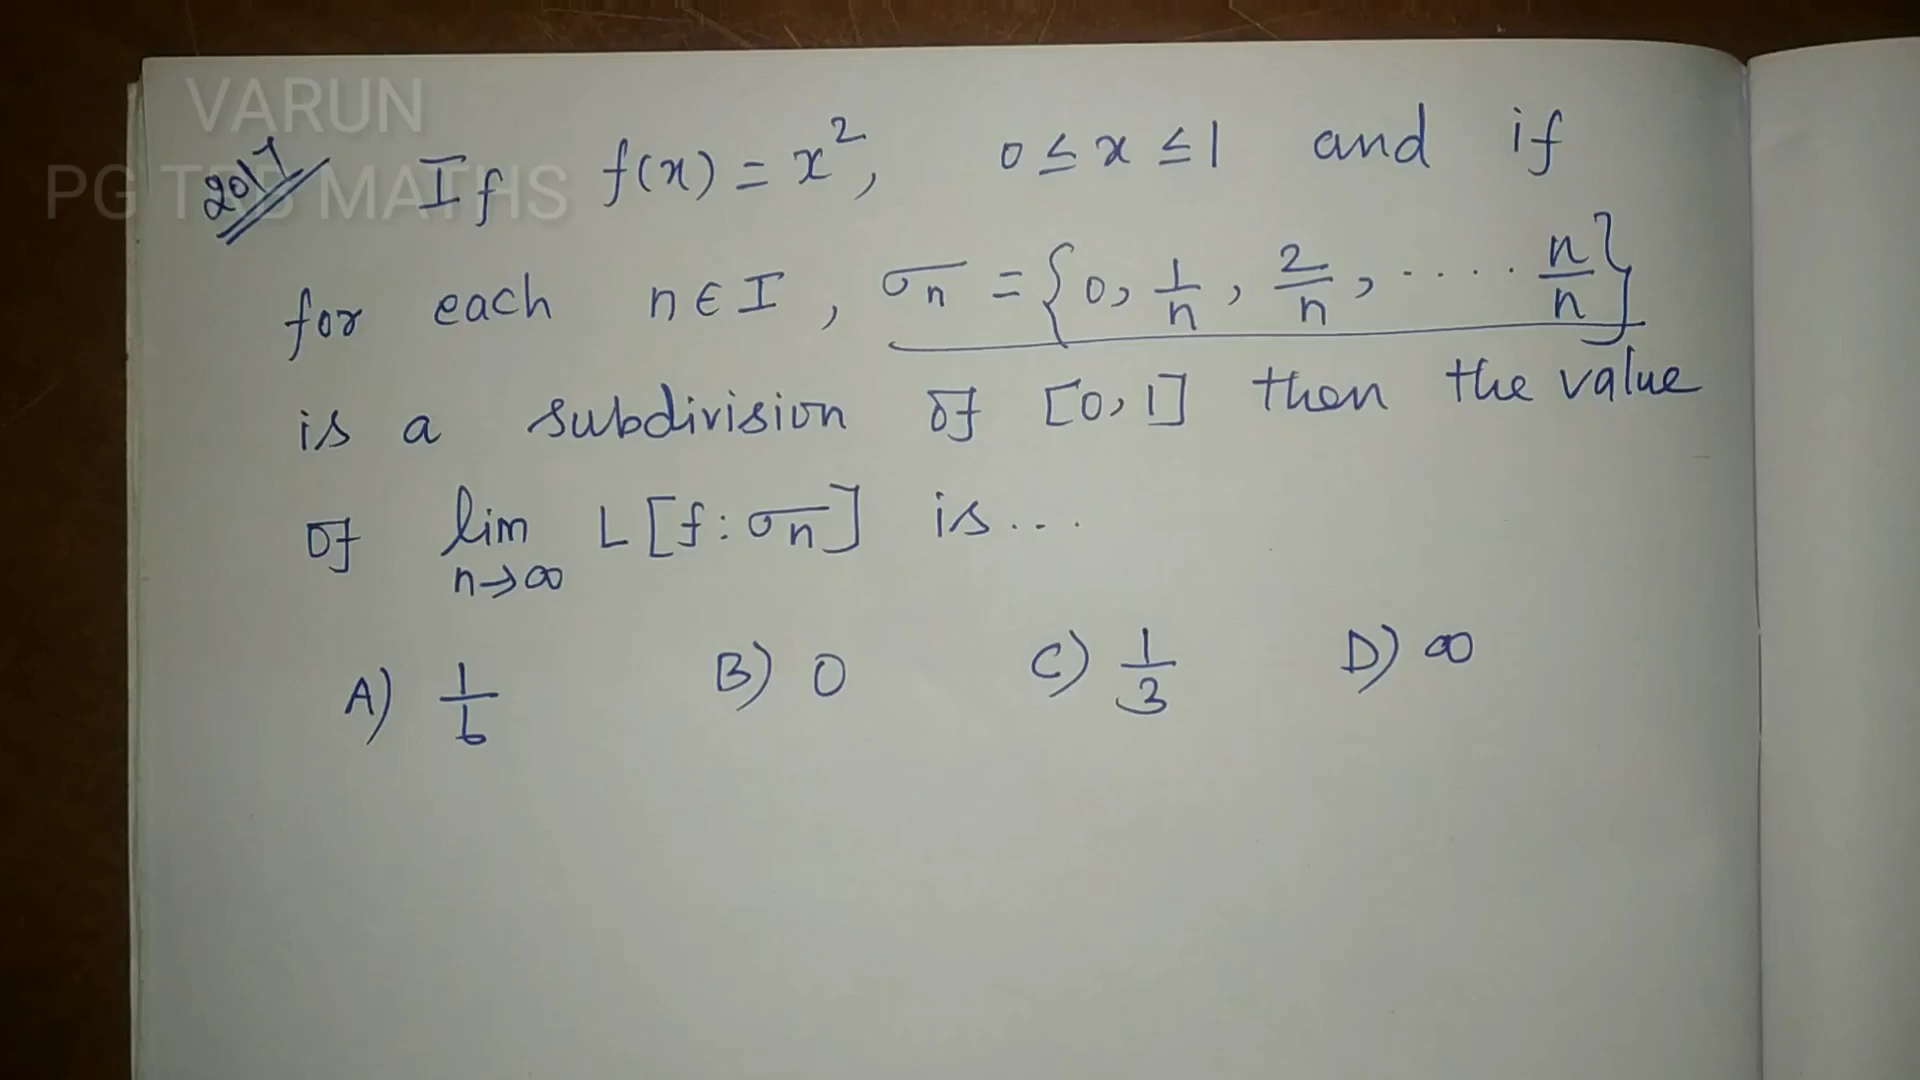 VARUN
PG TRB MATHS
2017 If f(x) = x², 0 ≤ x ≤ 1 and if
for each n ∈ I, σn = {0, 1/n, 2/n, .... n/n}
is a subdivision of [0,1] then the value
of lim n→∞ L[f : σn] is...
A) 1/6 B) 0 C) 1/3 D) ∞